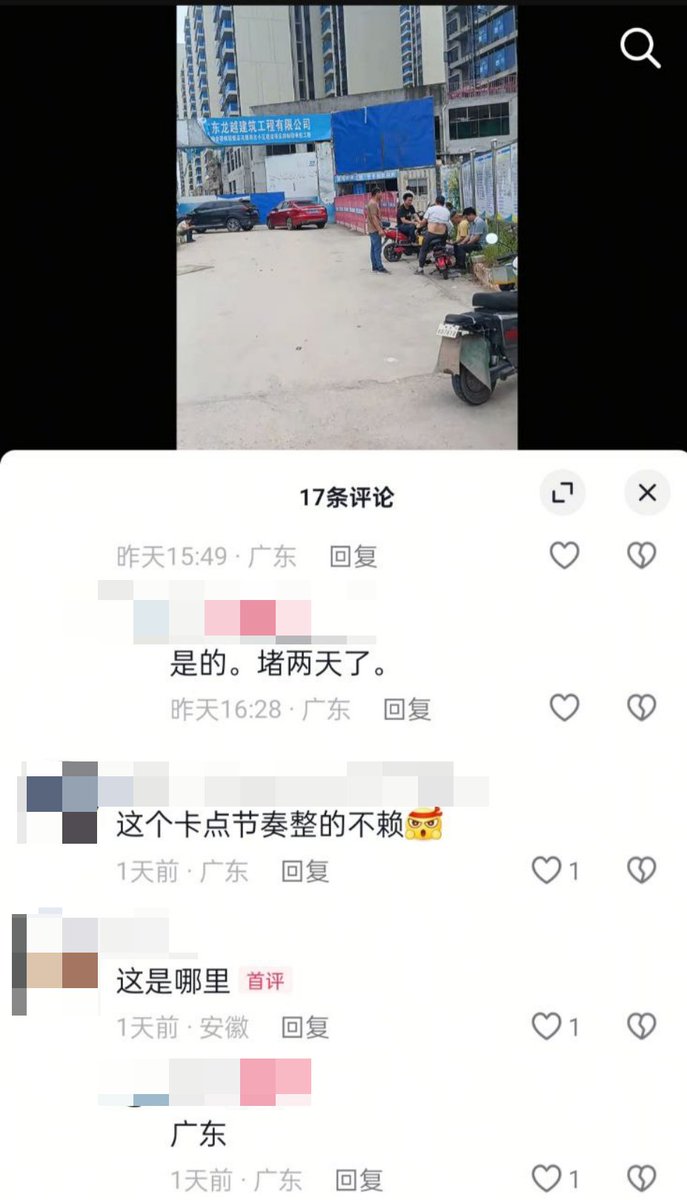 东龙越建筑工程有限公司
17条评论
昨天15:49 · 广东 回复
是的。堵两天了。
昨天16:28 · 广东 回复
这个卡点节奏整的不赖
1天前 · 广东 回复 1
这是哪里 首评
1天前 · 安徽 回复 1
广东
1天前 · 广东 回复 1